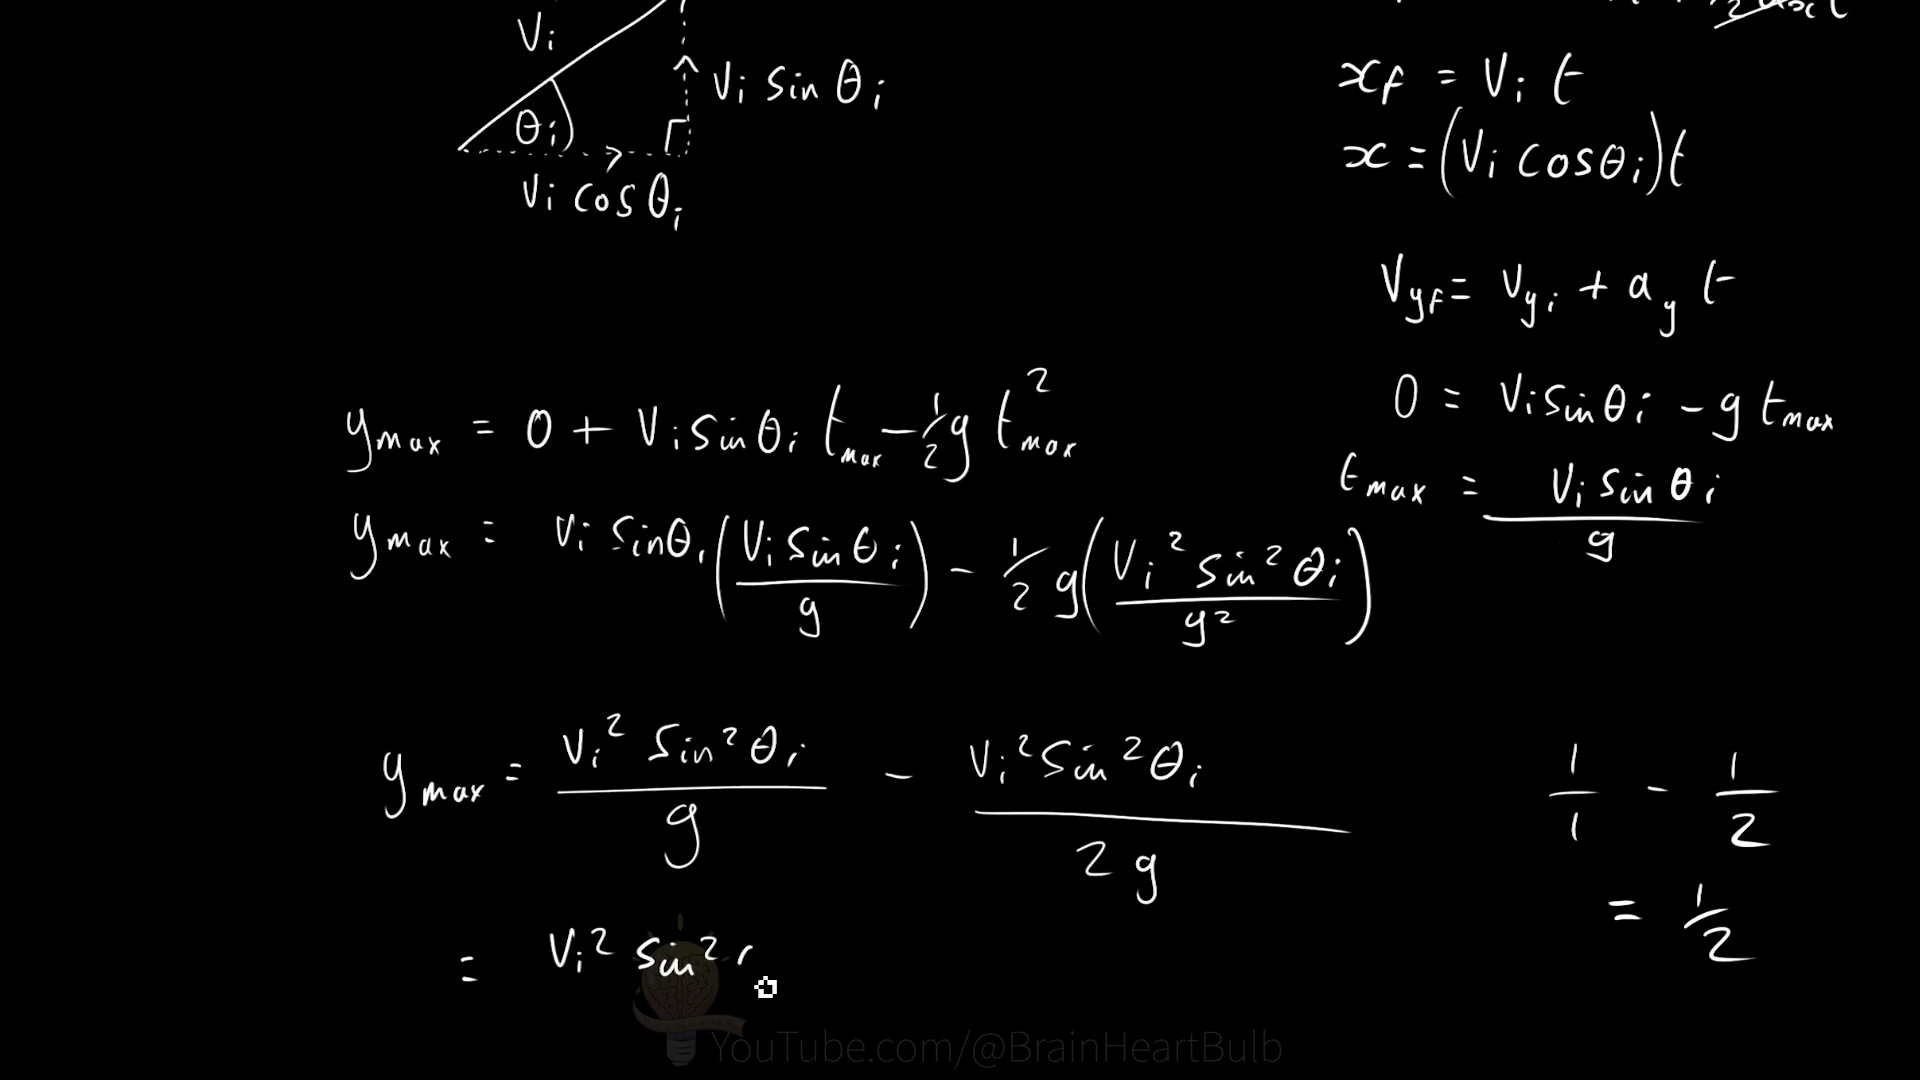 Vi
Vi sin θi
θi
Vi cos θi
xf = Vi t
x = (Vi cosθi)t
Vyf = Vyi + ay t
0 = Vi sinθi - g tmax
tmax = Vi sin θi / g
ymax = 0 + Vi sinθi tmax - 1/2 g tmax²
ymax = Vi sinθi (Vi sin θi / g) - 1/2 g (Vi² sin² θi / g²)
ymax = Vi² sin² θi / g - Vi² sin² θi / 2g
1/1 - 1/2
= 1/2
= Vi² sin²
YouTube.com/@BrainHeartBulb